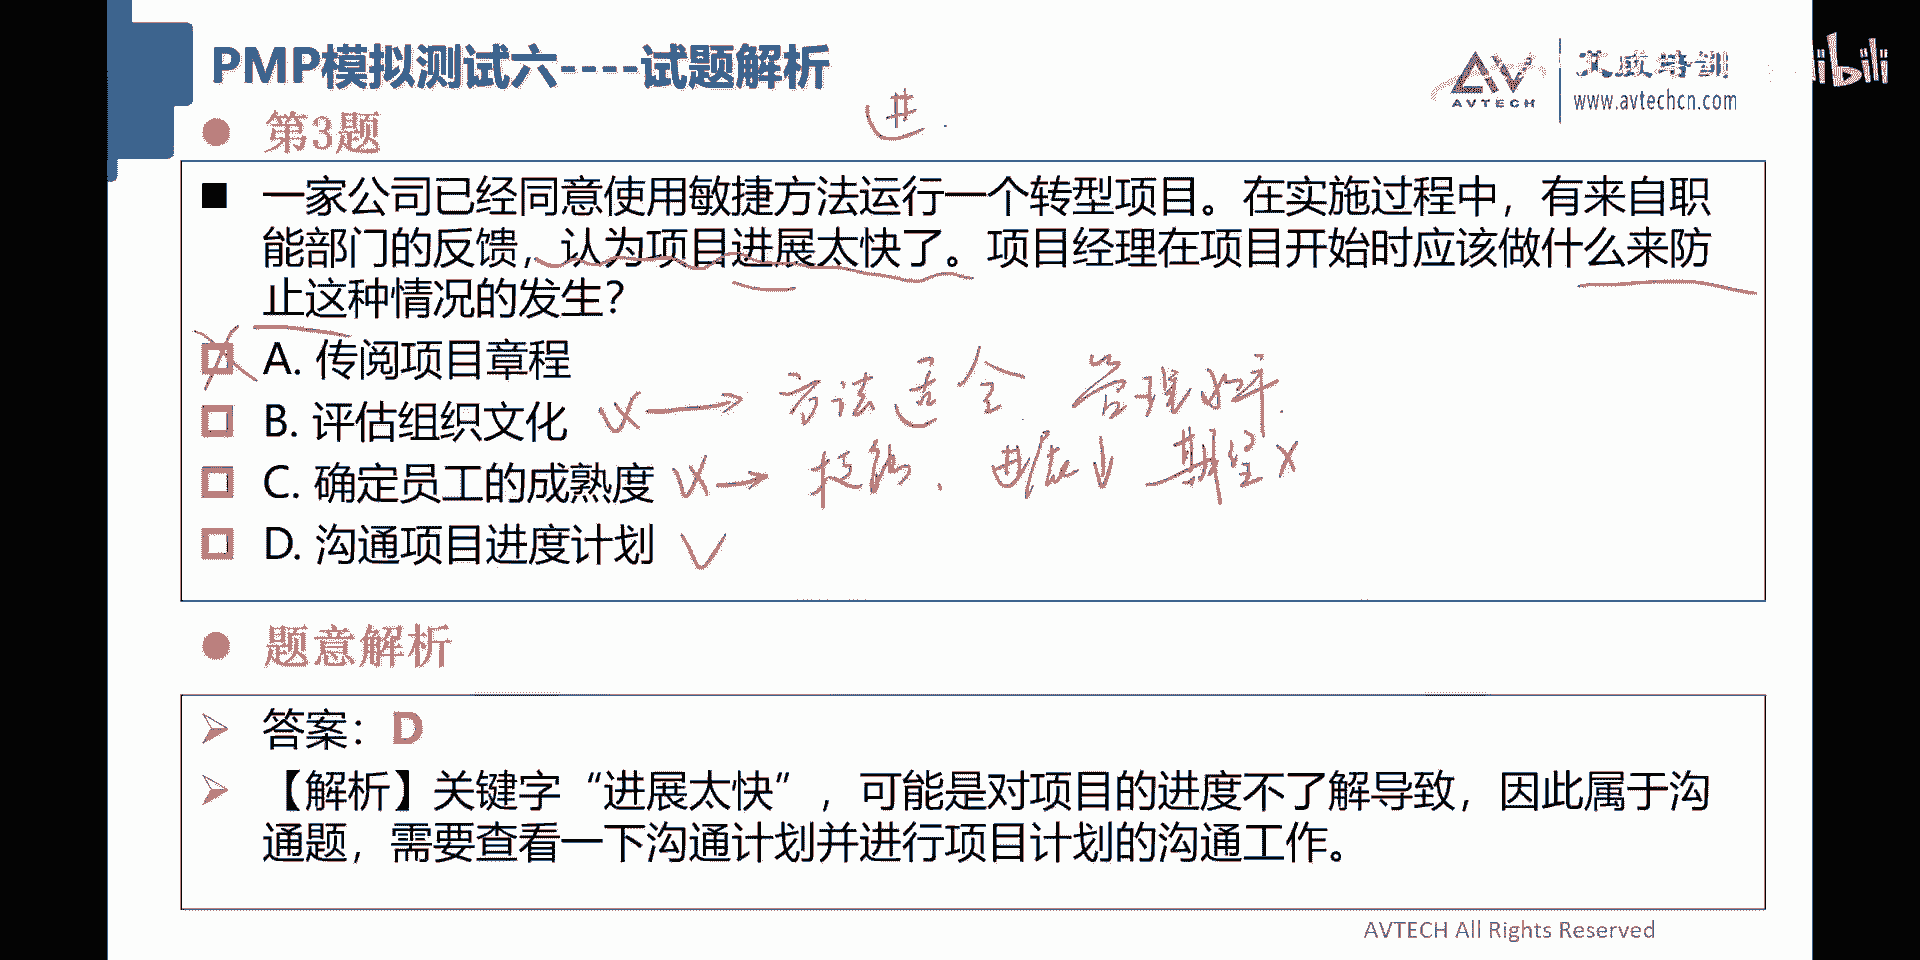 PMP模拟测试六----试题解析
AVTECH
艾威培训
www.avtechcn.com
第3题
进
一家公司已经同意使用敏捷方法运行一个转型项目。在实施过程中，有来自职
能部门的反馈，认为项目进展太快了。项目经理在项目开始时应该做什么来防
止这种情况的发生？
A. 传阅项目章程
B. 评估组织文化
方法适合 管理水平
C. 确定员工的成熟度
技能、进展↓ 期望X
D. 沟通项目进度计划
题意解析
答案：D
【解析】关键字“进展太快”，可能是对项目的进度不了解导致，因此属于沟
通题，需要查看一下沟通计划并进行项目计划的沟通工作。
AVTECH All Rights Reserved